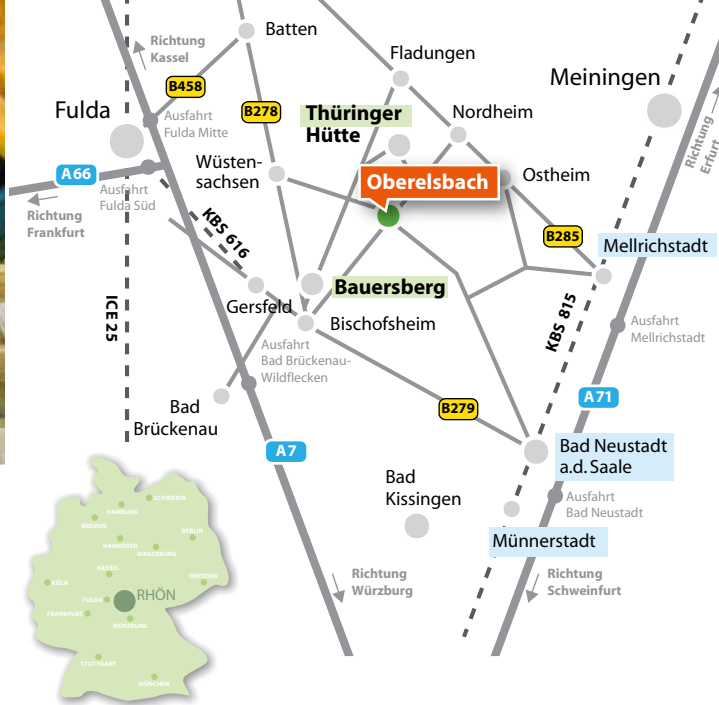 Batten
Richtung
Kassel
Fladungen
Meiningen
B458
B278
Fulda
Ausfahrt
Fulda Mitte
Thüringer
Hütte
Nordheim
Richtung
Erfurt
Wüsten-
sachsen
Oberelsbach
Ostheim
A66
Ausfahrt
Fulda Süd
Richtung
Frankfurt
KBS 616
B285
Mellrichstadt
Gersfeld
Bauersberg
ICE 25
Bischofsheim
KBS 815
Ausfahrt
Mellrichstadt
Ausfahrt
Bad Brückenau-
Wildflecken
Bad
Brückenau
B279
A71
A7
Bad Neustadt
a.d. Saale
Bad
Kissingen
Ausfahrt
Bad Neustadt
Münnerstadt
Richtung
Würzburg
Richtung
Schweinfurt
SCHWERIN
HAMBURG
BREMEN
BERLIN
HANNOVER
MAGDEBURG
KASSEL
KÖLN
DRESDEN
RHÖN
FULDA
FRANKFURT
WÜRZBURG
STUTTGART
MÜNCHEN